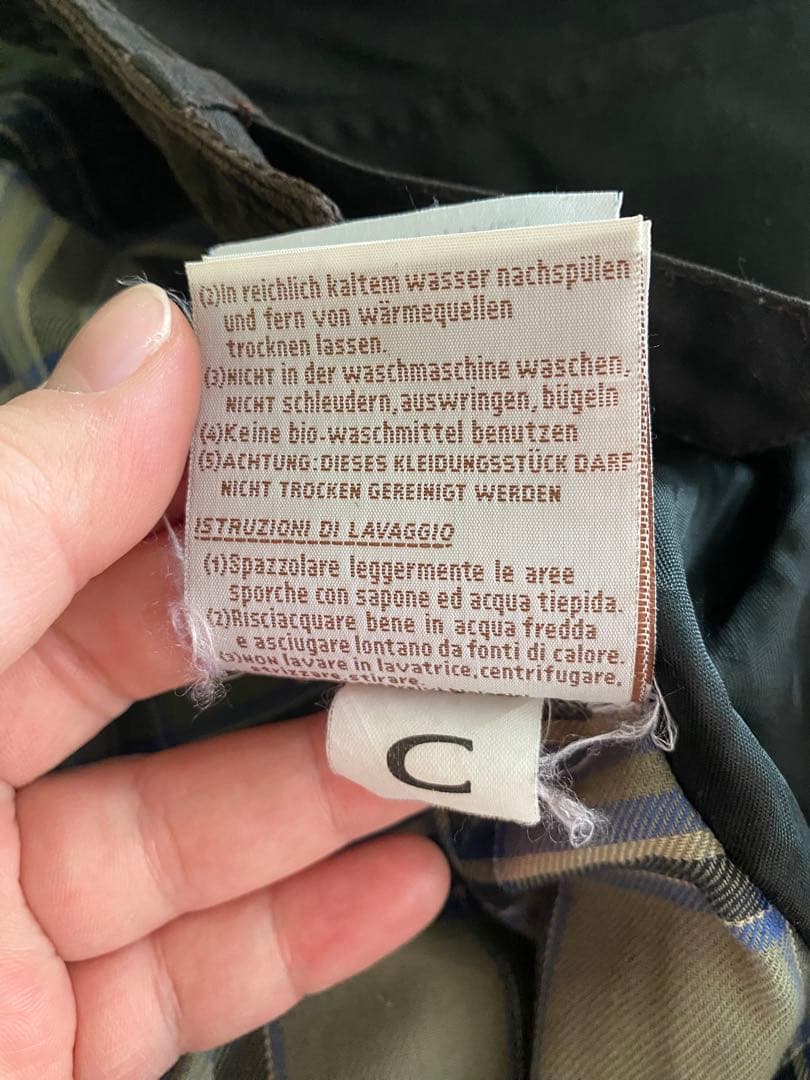 (2)In reichlich kaltem wasser nachspülen
und fern von wärmequellen
trocknen lassen.
(3)NICHT in der waschmaschine waschen,
NICHT schleudern, auswringen, bügeln
(4)Keine bio-waschmittel benutzen
(5)ACHTUNG:DIESES KLEIDUNGSSTÜCK DARF
NICHT TROCKEN GEREINIGT WERDEN
ISTRUZIONI DI LAVAGGIO
(1)Spazzolare leggermente le aree
sporche con sapone ed acqua tiepida.
(2)Risciacquare bene in acqua fredda
e asciugare lontano da fonti di calore.
(3)NON lavare in lavatrice, centrifugare,
strizzare, stirare.
C